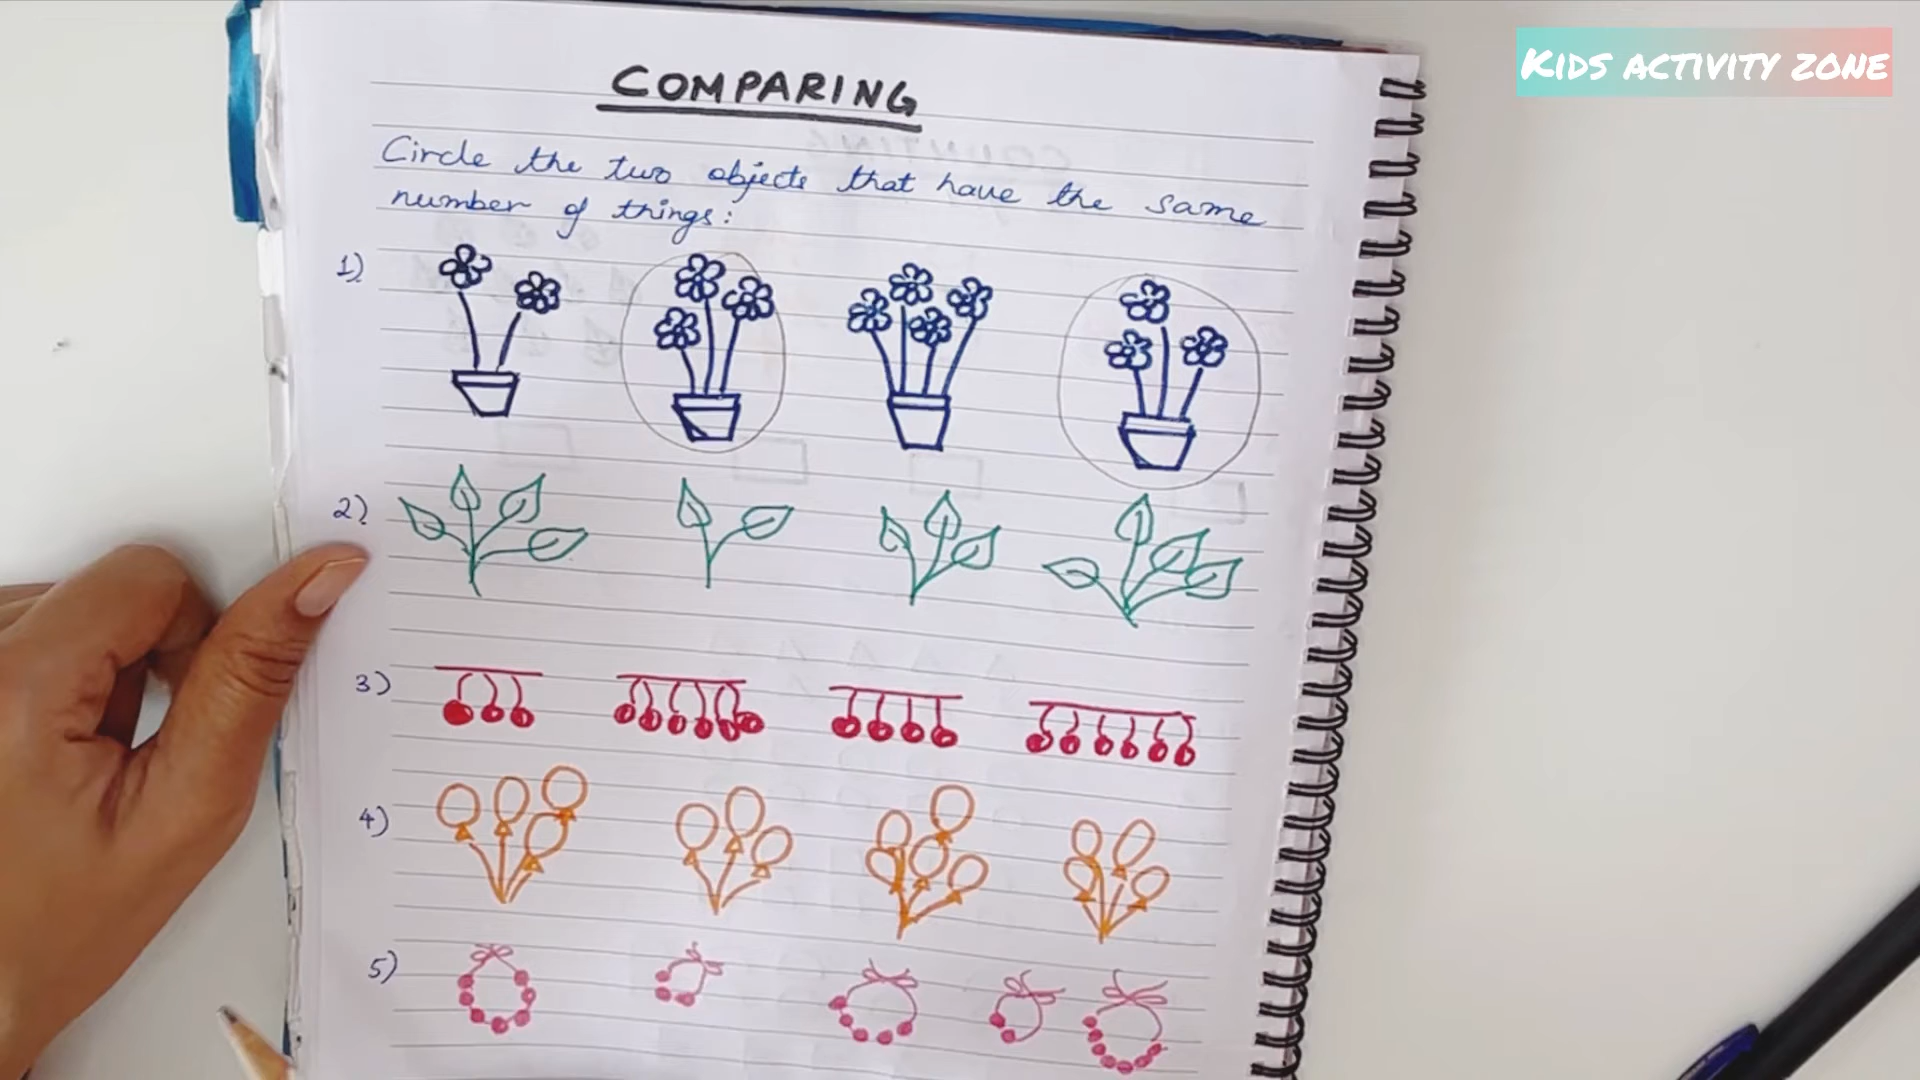 KIDS ACTIVITY ZONE
COMPARING
Circle the two objects that have the same
number of things:
1)
2)
3)
4)
5)